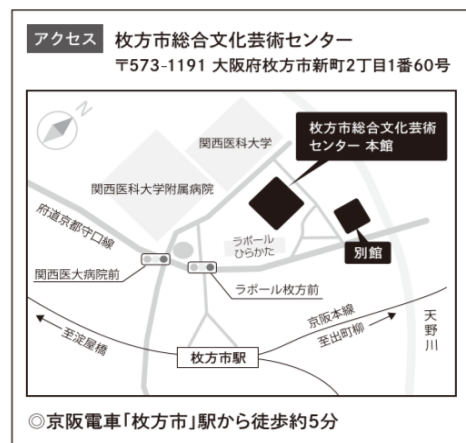 アクセス 枚方市総合文化芸術センター
〒573-1191 大阪府枚方市新町2丁目1番60号
N
関西医科大学
枚方市総合文化芸術
センター 本館
関西医科大学附属病院
府道京都守口線
ラポール
ひらかた
別館
関西医大病院前
ラポール枚方前
京阪本線
至出町柳
天野川
至淀屋橋
枚方市駅
◎京阪電車「枚方市」駅から徒歩約5分